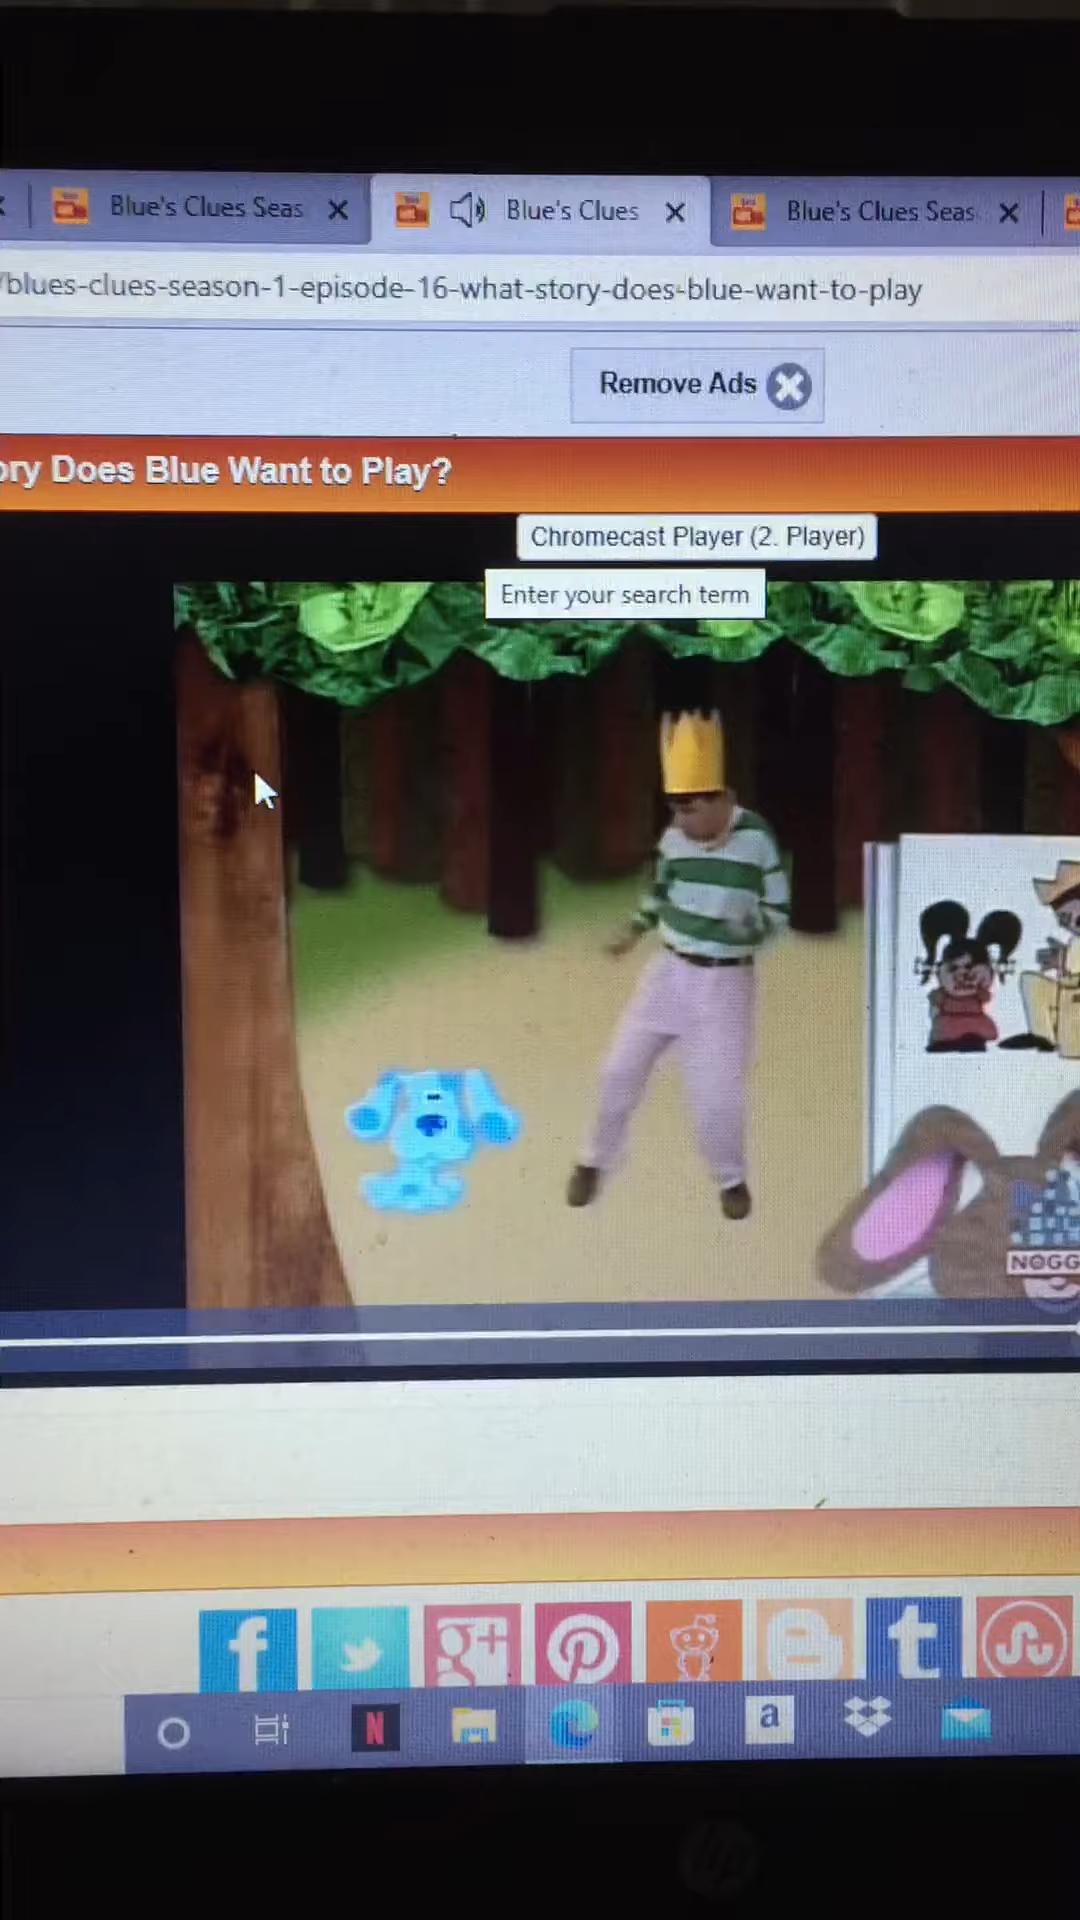 Blue's Clues Seas
Blue's Clues
Blue's Clues Seas
/blues-clues-season-1-episode-16-what-story-does-blue-want-to-play
Remove Ads
ory Does Blue Want to Play?
Chromecast Player (2. Player)
Enter your search term
NOGG
f
g+
t
N
a
hp